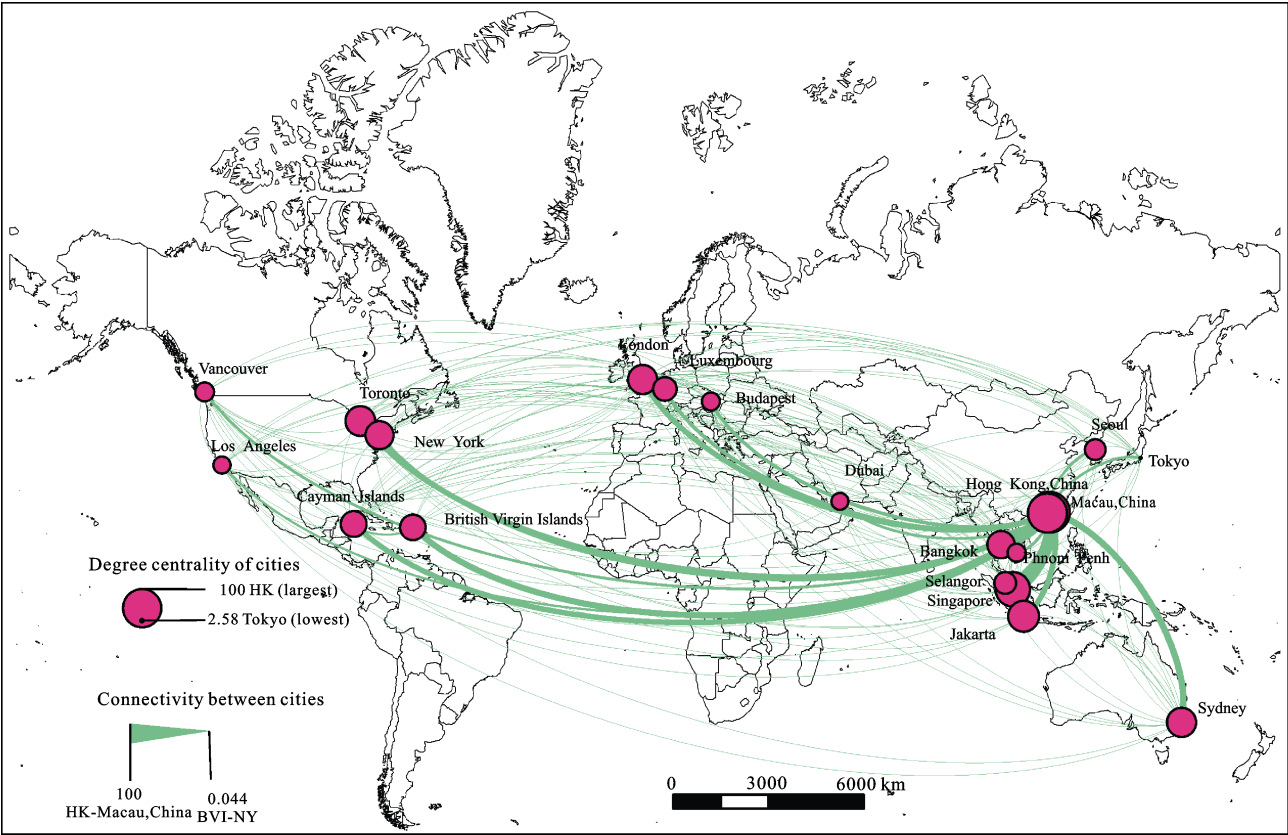 London
Luxembourg
Vancouver
Toronto
Budapest
Seoul
New York
Los Angeles
Tokyo
Dubai
Hong Kong,China
Cayman Islands
Macau,China
British Virgin Islands
Bangkok
Phnom Penh
Degree centrality of cities
Selangor
100 HK (largest)
Singapore
2.58 Tokyo (lowest)
Jakarta
Connectivity between cities
Sydney
0 3000 6000 km
100
0.044
HK-Macau,China
BVI-NY